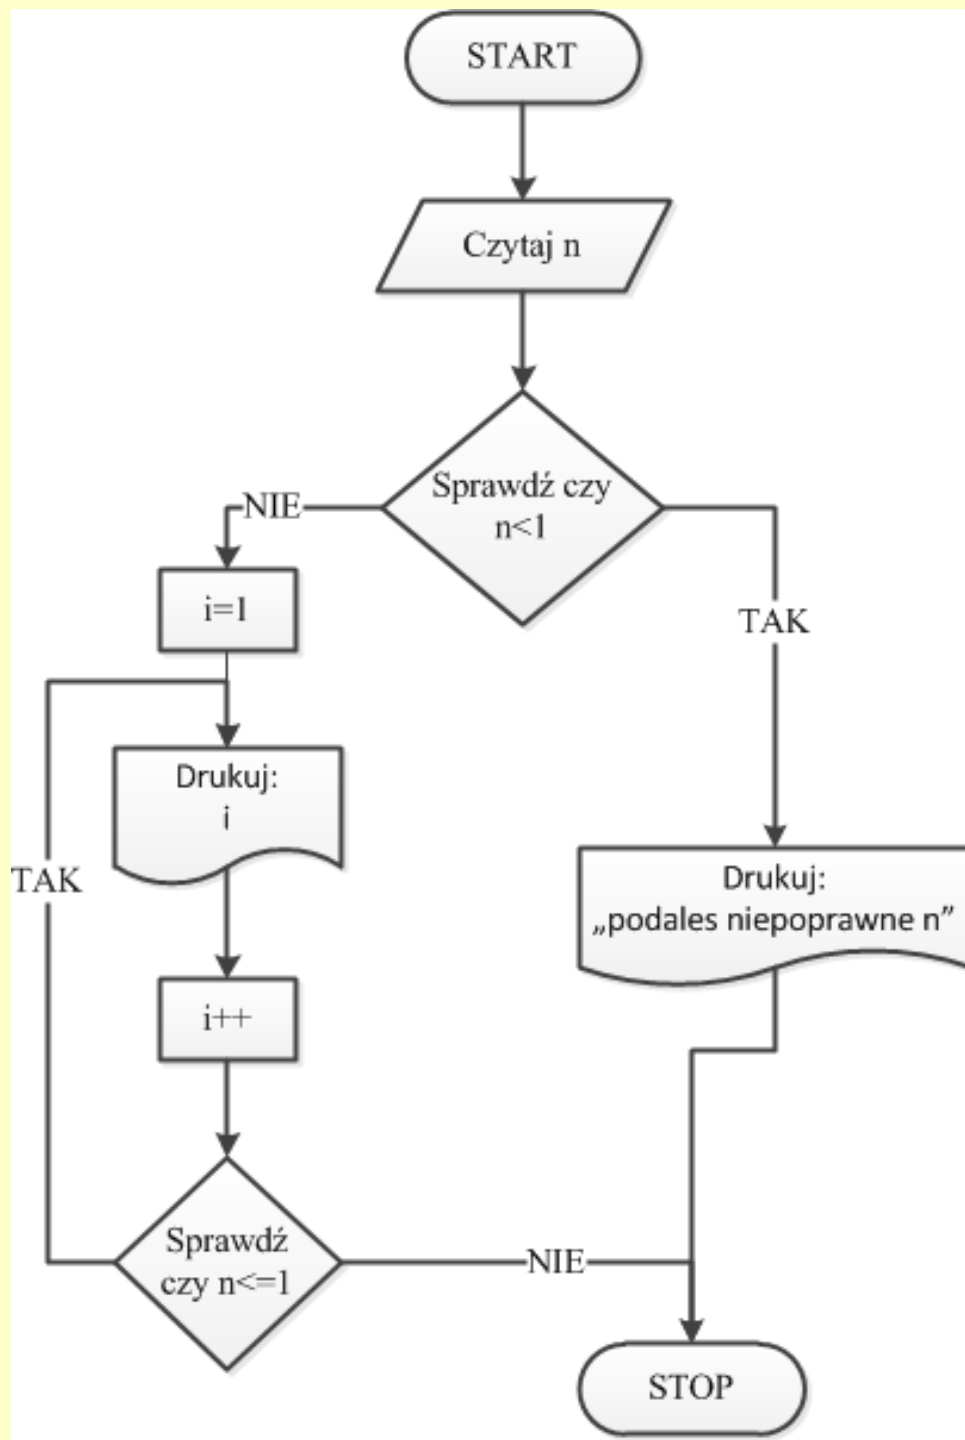 START
Czytaj n
Sprawdź czy
n<1
NIE
TAK
i=1
Drukuj:
i
TAK
Drukuj:
„podales niepoprawne n”
i++
Sprawdź
czy n<=1
NIE
STOP